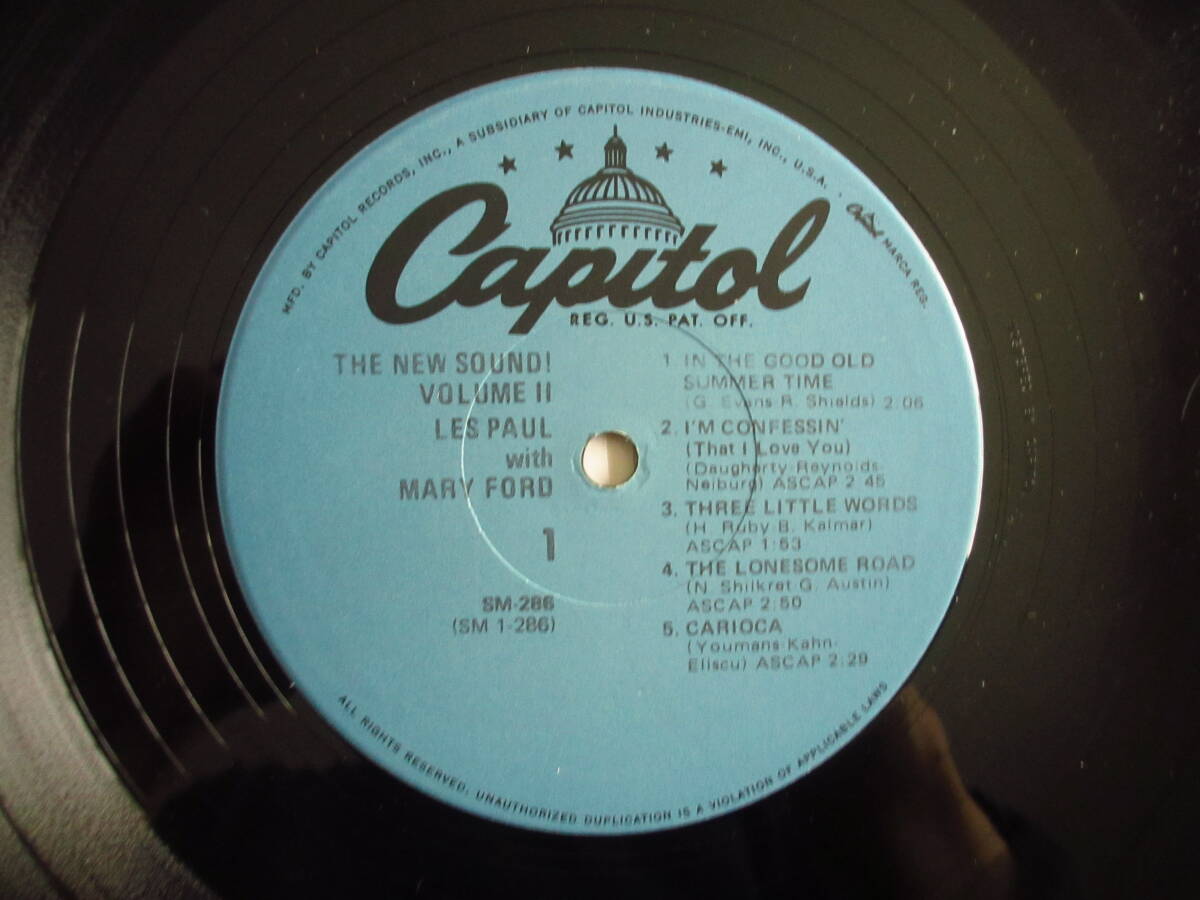 MFD. BY CAPITOL RECORDS, INC., A SUBSIDIARY OF CAPITOL INDUSTRIES-EMI, INC., U.S.A. . Capitol MARCA REG.
Capitol
REG. U.S. PAT. OFF.
THE NEW SOUND!
VOLUME II
LES PAUL
with
MARY FORD
1
SM-286
(SM 1-286)
1. IN THE GOOD OLD
SUMMER TIME
(G. Evans-R. Shields) 2:06
2. I'M CONFESSIN'
(That I Love You)
(Daugherty-Reynolds-
Neiburg) ASCAP 2:45
3. THREE LITTLE WORDS
(H. Ruby-B. Kalmar)
ASCAP 1:53
4. THE LONESOME ROAD
(N. Shilkret-G. Austin)
ASCAP 2:50
5. CARIOCA
(Youmans-Kahn-
Eliscu) ASCAP 2:29
ALL RIGHTS RESERVED. UNAUTHORIZED DUPLICATION IS A VIOLATION OF APPLICABLE LAWS